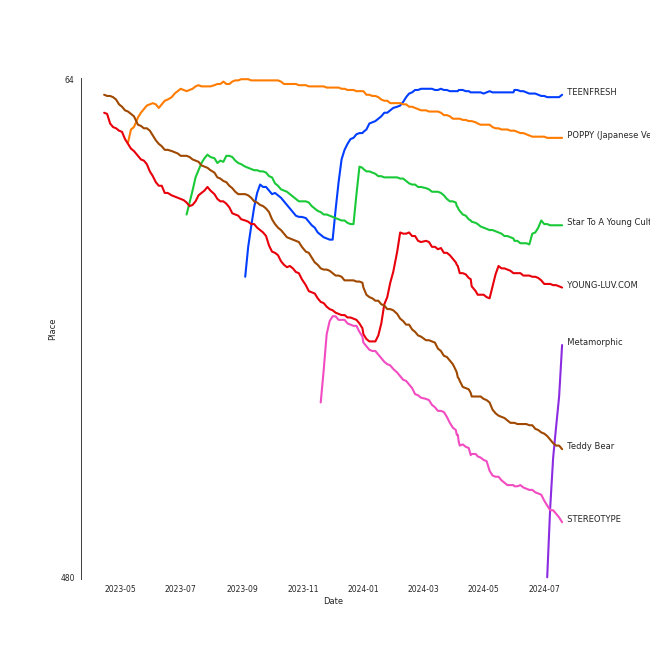 64
TEENFRESH
POPPY (Japanese Ve
Star To A Young Cult
YOUNG-LUV.COM
Place
Metamorphic
Teddy Bear
STEREOTYPE
480
2023-05 2023-07 2023-09 2023-11 2024-01 2024-03 2024-05 2024-07
Date